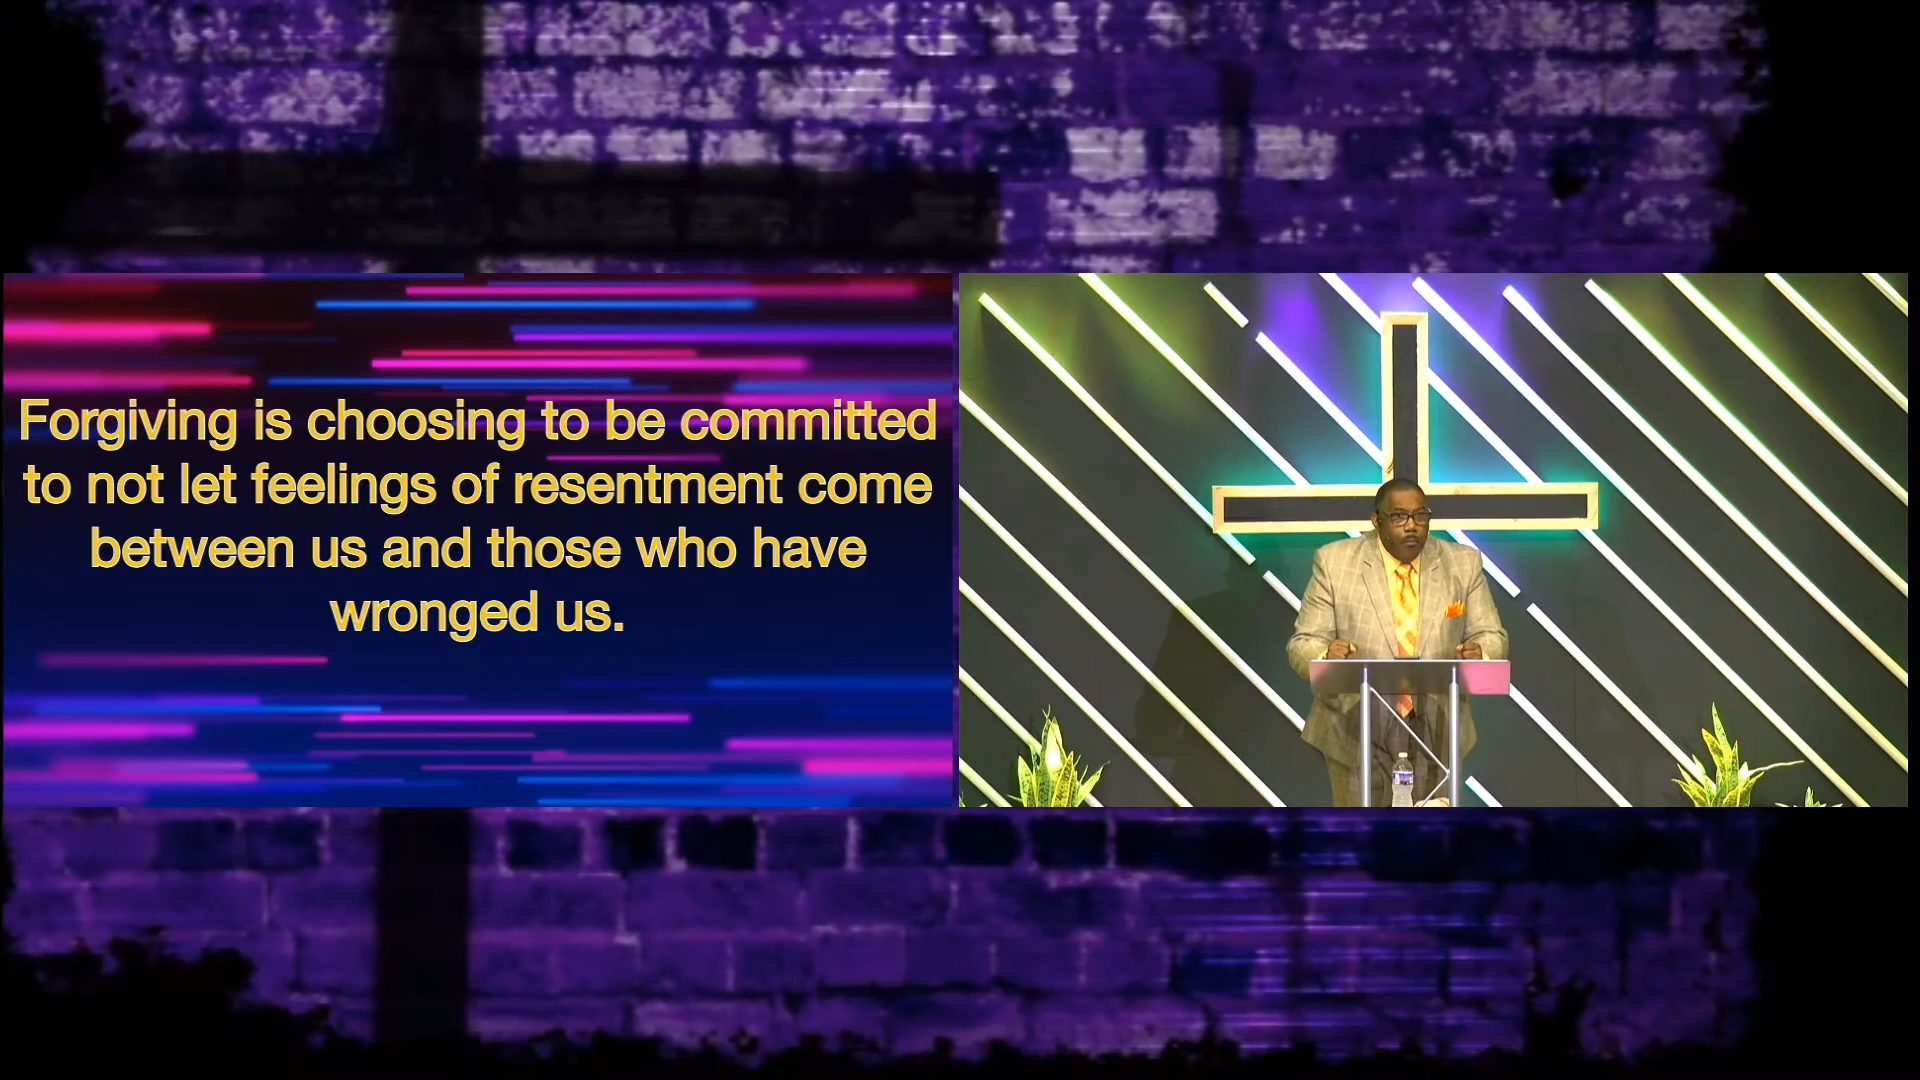 Forgiving is choosing to be committed
to not let feelings of resentment come
between us and those who have
wronged us.